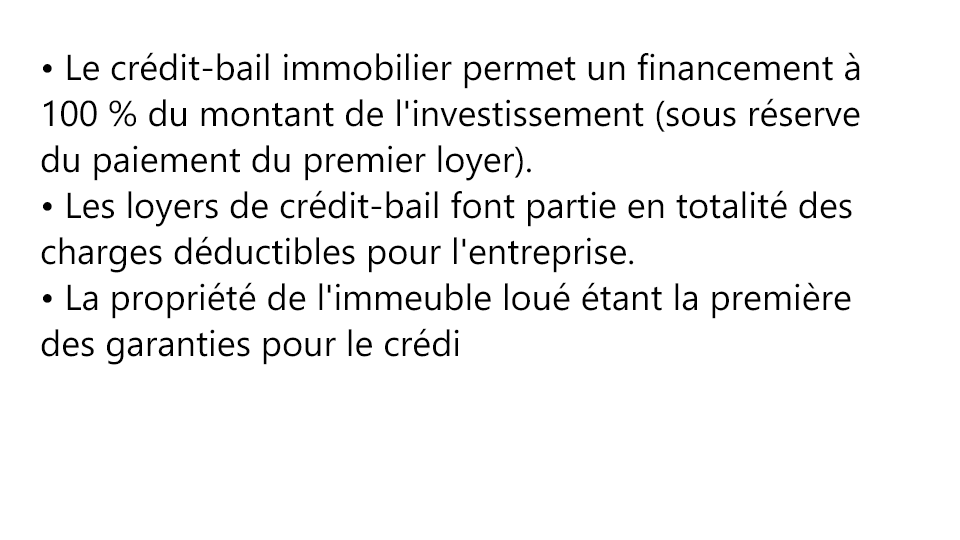 • Le crédit-bail immobilier permet un financement à
100 % du montant de l'investissement (sous réserve
du paiement du premier loyer).
• Les loyers de crédit-bail font partie en totalité des
charges déductibles pour l'entreprise.
• La propriété de l'immeuble loué étant la première
des garanties pour le crédi